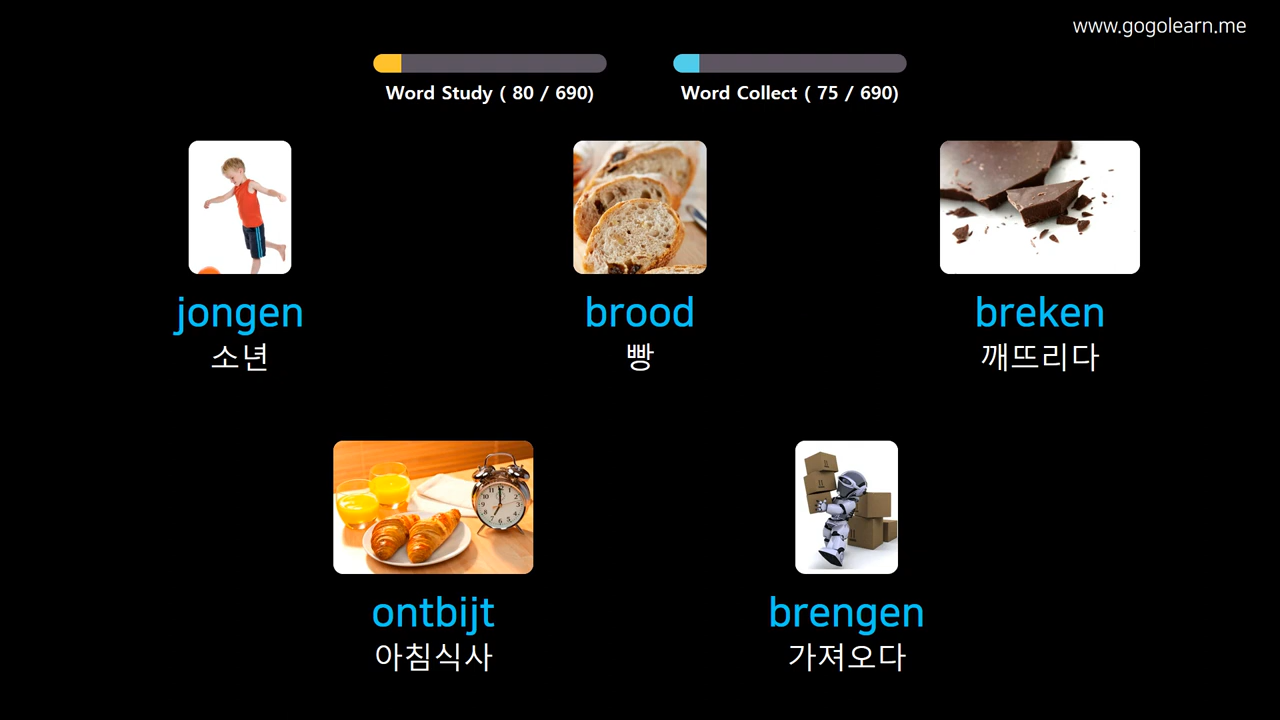 www.gogolearn.me
Word Study ( 80 / 690)
Word Collect ( 75 / 690)
jongen
소년
brood
빵
breken
깨뜨리다
ontbijt
아침식사
brengen
가져오다